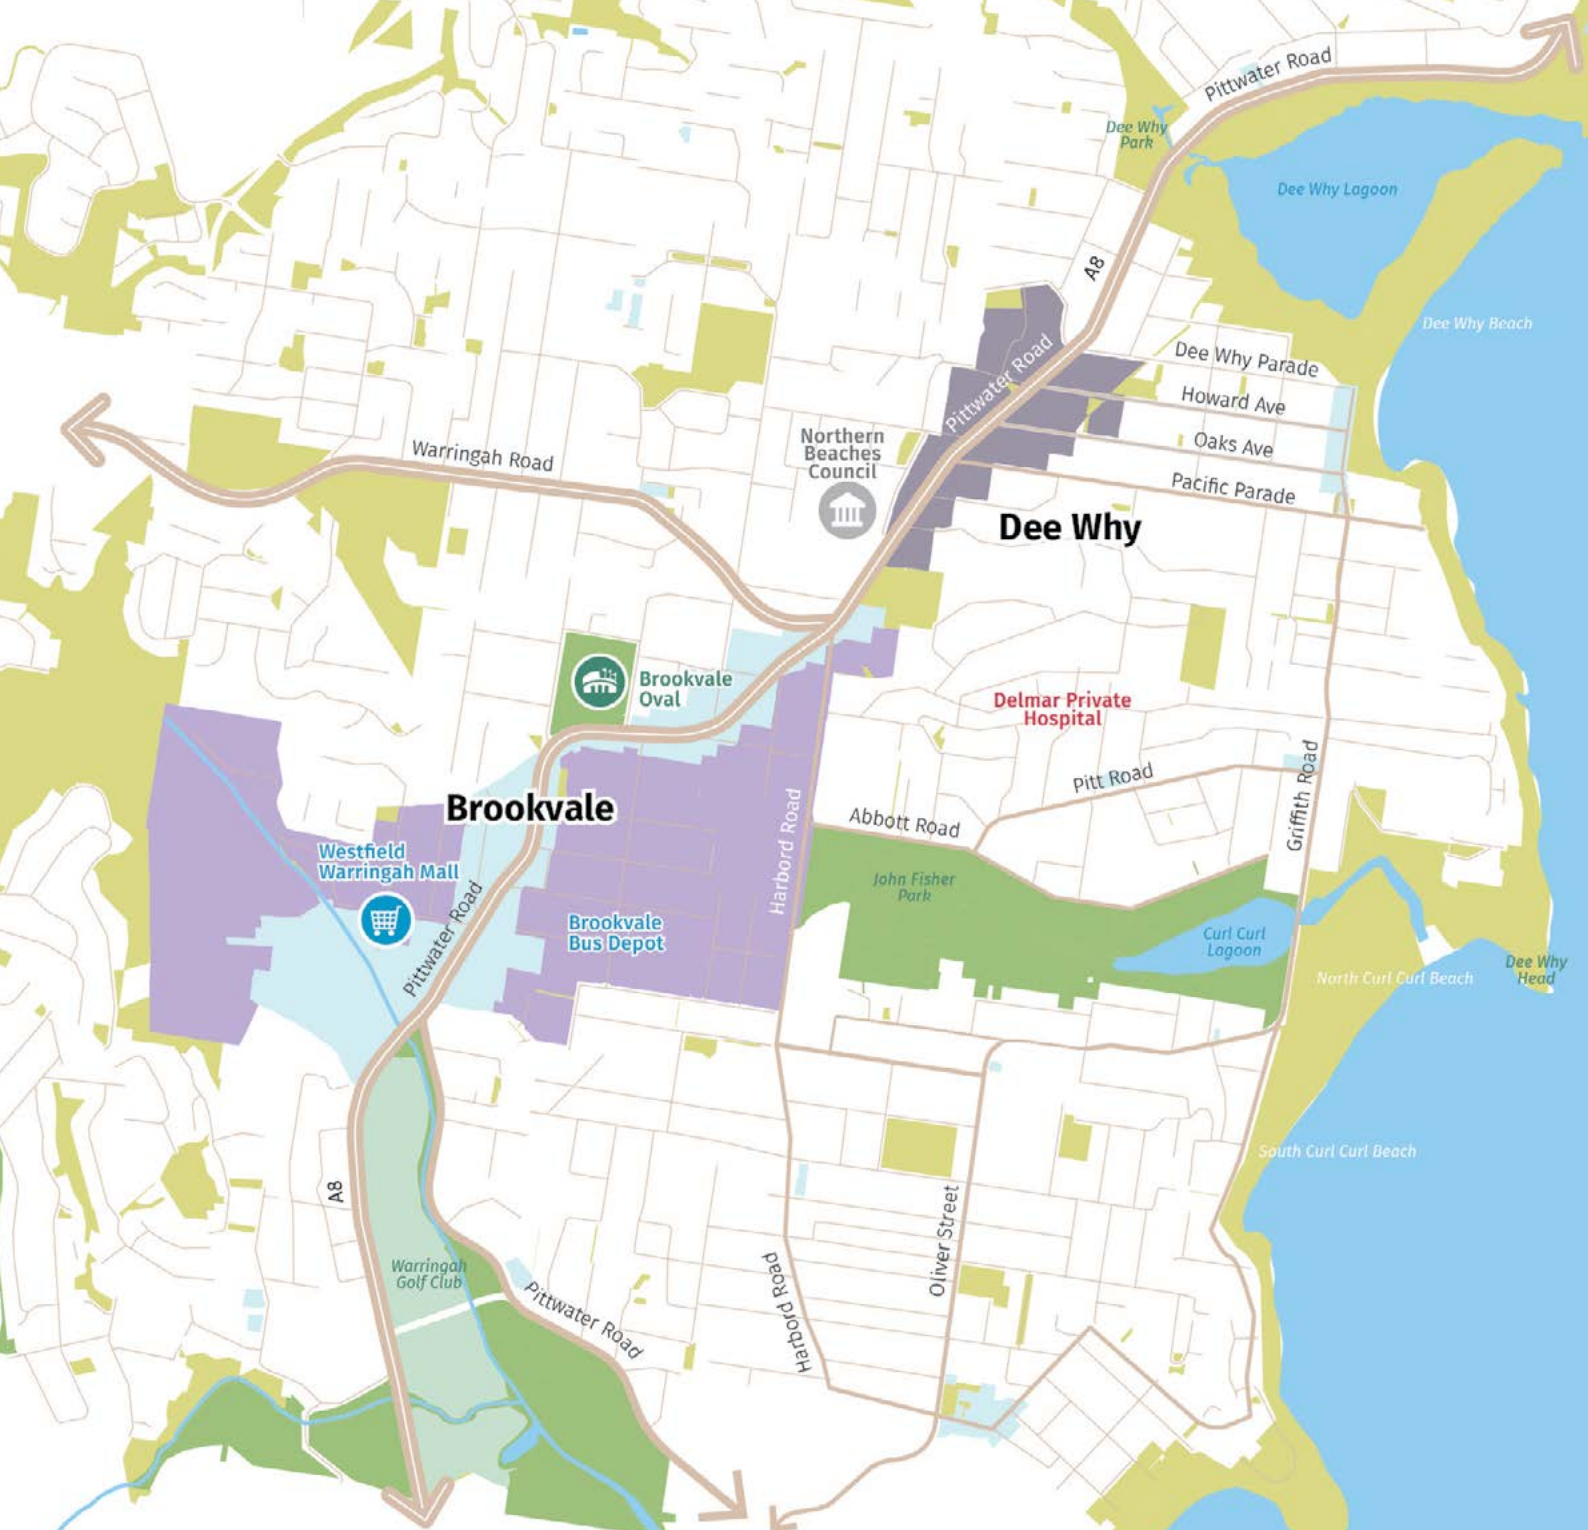 Pittwater Road
Dee Why
Park
Dee Why Lagoon
A8
Dee Why Beach
Pittwater Road
Dee Why Parade
Howard Ave
Oaks Ave
Pacific Parade
Warringah Road
Northern
Beaches
Council
Dee Why
Brookvale
Oval
Delmar Private
Hospital
Pitt Road
Griffith Road
Abbott Road
Harbord Road
Brookvale
Westfield
Warringah Mall
John Fisher
Park
Pittwater Road
Brookvale
Bus Depot
Curl Curl
Lagoon
North Curl Curl Beach
Dee Why
Head
South Curl Curl Beach
A8
Oliver Street
Warringah
Golf Club
Harbord Road
Pittwater Road